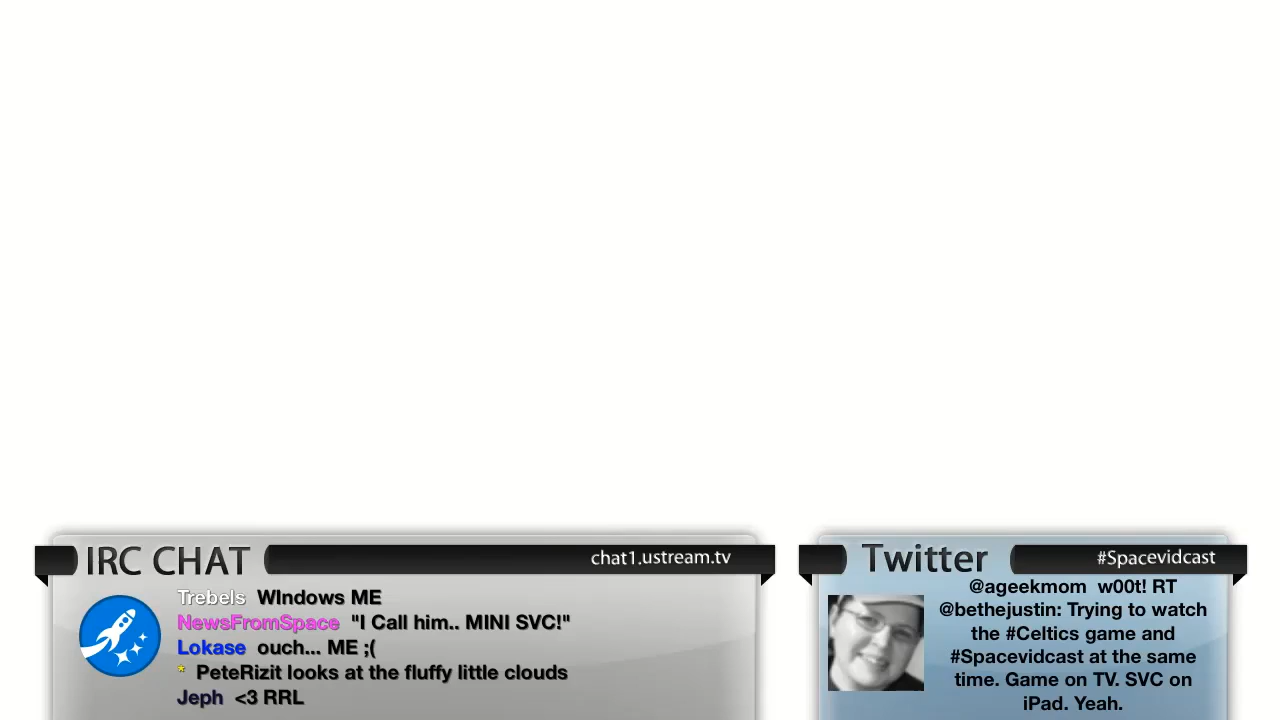 IRC CHAT
chat1.ustream.tv
Trebels WIndows ME
NewsFromSpace "I Call him.. MINI SVC!"
Lokase ouch... ME ;(
* PeteRizit looks at the fluffy little clouds
Jeph <3 RRL
Twitter
#Spacevidcast
@ageekmom w00t! RT
@bethejustin: Trying to watch
the #Celtics game and
#Spacevidcast at the same
time. Game on TV. SVC on
iPad. Yeah.